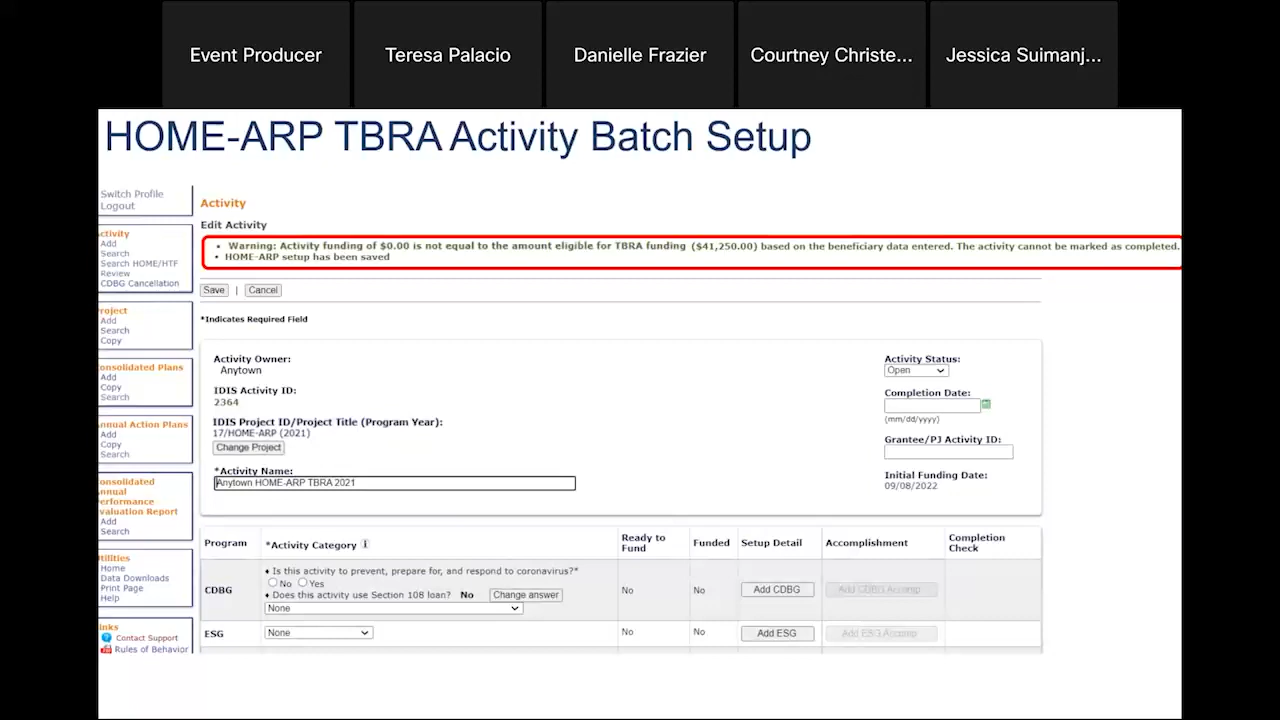 Event Producer
Teresa Palacio
Danielle Frazier
Courtney Christe...
Jessica Suimanj...
HOME-ARP TBRA Activity Batch Setup
Switch Profile
Logout
ctivity
Add
Search
Search HOME/HTF
Review
CDBG Cancellation
roject
Add
Search
Copy
onsolidated Plans
Add
Copy
Search
nnual Action Plans
Add
Copy
Search
onsolidated
nnual
erformance
valuation Report
Add
Search
tilities
Home
Data Downloads
Print Page
Help
inks
Contact Support
Rules of Behavior
Activity
Edit Activity
• Warning: Activity funding of $0.00 is not equal to the amount eligible for TBRA funding ($41,250.00) based on the beneficiary data entered. The activity cannot be marked as completed.
• HOME-ARP setup has been saved
Save | Cancel
*Indicates Required Field
Activity Owner:
Anytown
IDIS Activity ID:
2364
IDIS Project ID/Project Title (Program Year):
17/HOME-ARP (2021)
Change Project
*Activity Name:
Anytown HOME-ARP TBRA 2021
Activity Status:
Open
Completion Date:
(mm/dd/yyyy)
Grantee/PJ Activity ID:
Initial Funding Date:
09/08/2022
Program *Activity Category Ready to Fund Funded Setup Detail Accomplishment Completion Check
CDBG
• Is this activity to prevent, prepare for, and respond to coronavirus?*
No Yes
• Does this activity use Section 108 loan? No Change answer
None
No No Add CDBG Add CDBG Accomp
ESG None No No Add ESG Add ESG Accomp